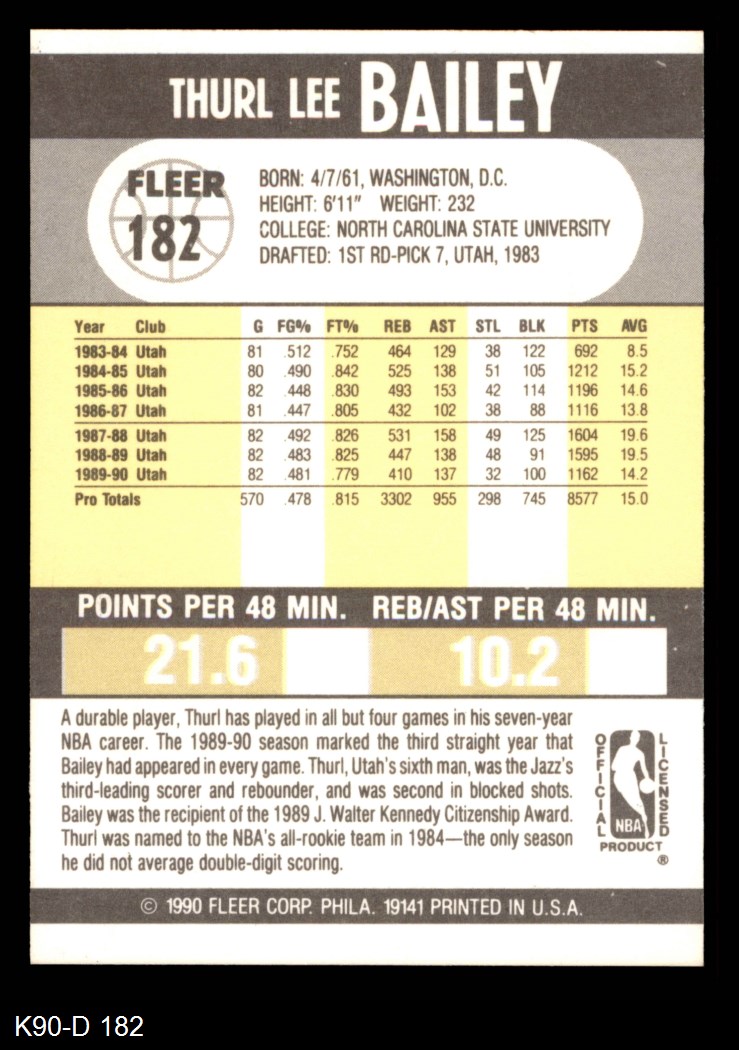 THURL LEE BAILEY
FLEER
182
BORN: 4/7/61, WASHINGTON, D.C.
HEIGHT: 6'11" WEIGHT: 232
COLLEGE: NORTH CAROLINA STATE UNIVERSITY
DRAFTED: 1ST RD-PICK 7, UTAH, 1983
Year Club G FG% FT% REB AST STL BLK PTS AVG
1983-84 Utah 81 .512 .752 464 129 38 122 692 8.5
1984-85 Utah 80 .490 .842 525 138 51 105 1212 15.2
1985-86 Utah 82 .448 .830 493 153 42 114 1196 14.6
1986-87 Utah 81 .447 .805 432 102 38 88 1116 13.8
1987-88 Utah 82 .492 .826 531 158 49 125 1604 19.6
1988-89 Utah 82 .483 .825 447 138 48 91 1595 19.5
1989-90 Utah 82 .481 .779 410 137 32 100 1162 14.2
Pro Totals 570 .478 .815 3302 955 298 745 8577 15.0
POINTS PER 48 MIN. REB/AST PER 48 MIN.
21.6 10.2
A durable player, Thurl has played in all but four games in his seven-year
NBA career. The 1989-90 season marked the third straight year that
Bailey had appeared in every game. Thurl, Utah's sixth man, was the Jazz's
third-leading scorer and rebounder, and was second in blocked shots.
Bailey was the recipient of the 1989 J. Walter Kennedy Citizenship Award.
Thurl was named to the NBA's all-rookie team in 1984—the only season
he did not average double-digit scoring.
OFFICIAL
LICENSED
NBA
PRODUCT
®
© 1990 FLEER CORP. PHILA. 19141 PRINTED IN U.S.A.
K90-D 182